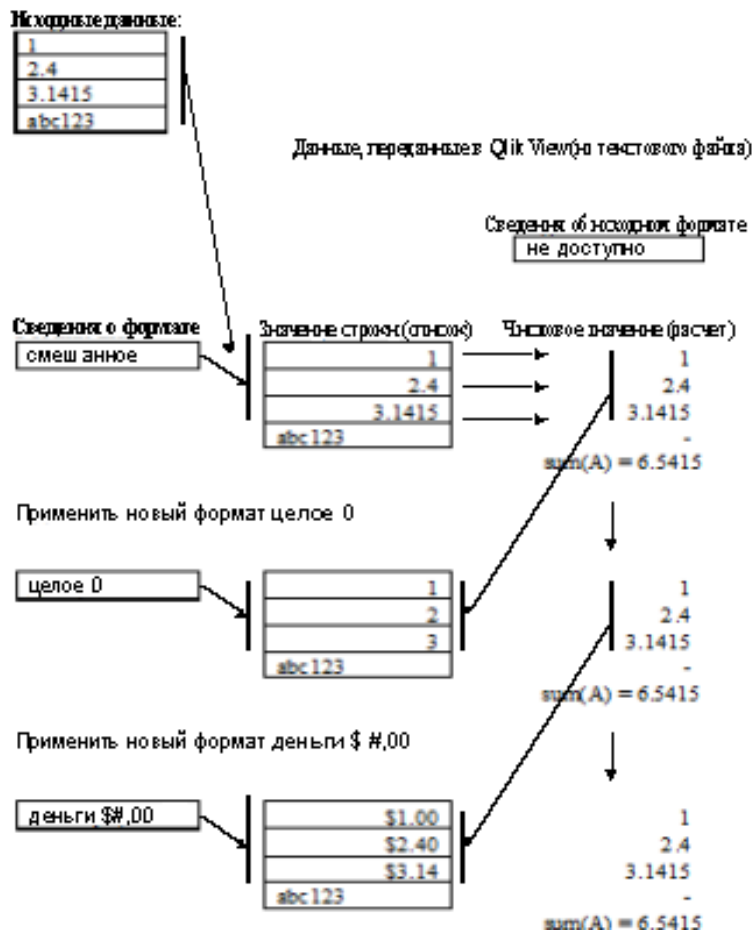 Исходные данные:
1
2.4
3.1415
abc123
Данные, переданные в Qlik View(из текстового файла)
Сведения об исходном формате
не доступно
Сведения о формате
смешанное
Значение строки (список)
1
2.4
3.1415
abc123
Числовое значение (расчет)
1
2.4
3.1415
-
sum(A) = 6.5415
Применить новый формат целое 0
целое 0
1
2
3
abc123
1
2.4
3.1415
-
sum(A) = 6.5415
Применить новый формат деньги $ #,00
деньги $#,00
$1.00
$2.40
$3.14
abc123
1
2.4
3.1415
-
sum(A) = 6.5415